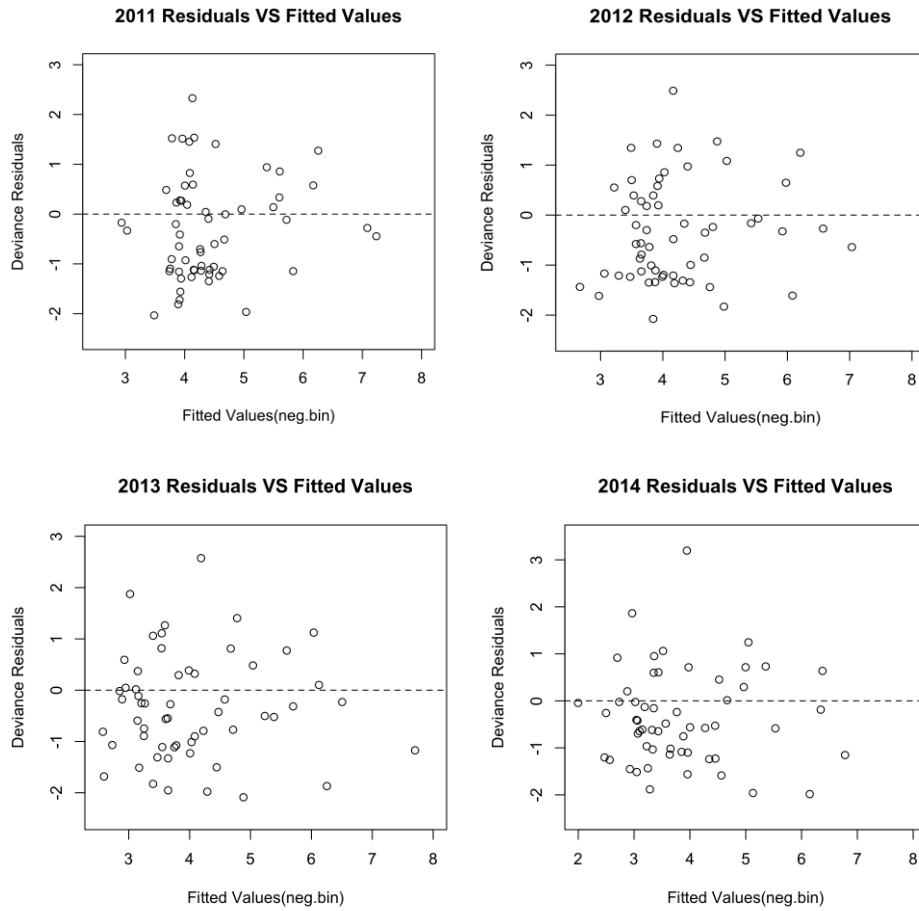 2011 Residuals VS Fitted Values
Deviance Residuals
3
2
1
0
-1
-2
3 4 5 6 7 8
Fitted Values(neg.bin)
2012 Residuals VS Fitted Values
Deviance Residuals
3
2
1
0
-1
-2
3 4 5 6 7 8
Fitted Values(neg.bin)
2013 Residuals VS Fitted Values
Deviance Residuals
3
2
1
0
-1
-2
3 4 5 6 7 8
Fitted Values(neg.bin)
2014 Residuals VS Fitted Values
Deviance Residuals
3
2
1
0
-1
-2
2 3 4 5 6 7 8
Fitted Values(neg.bin)